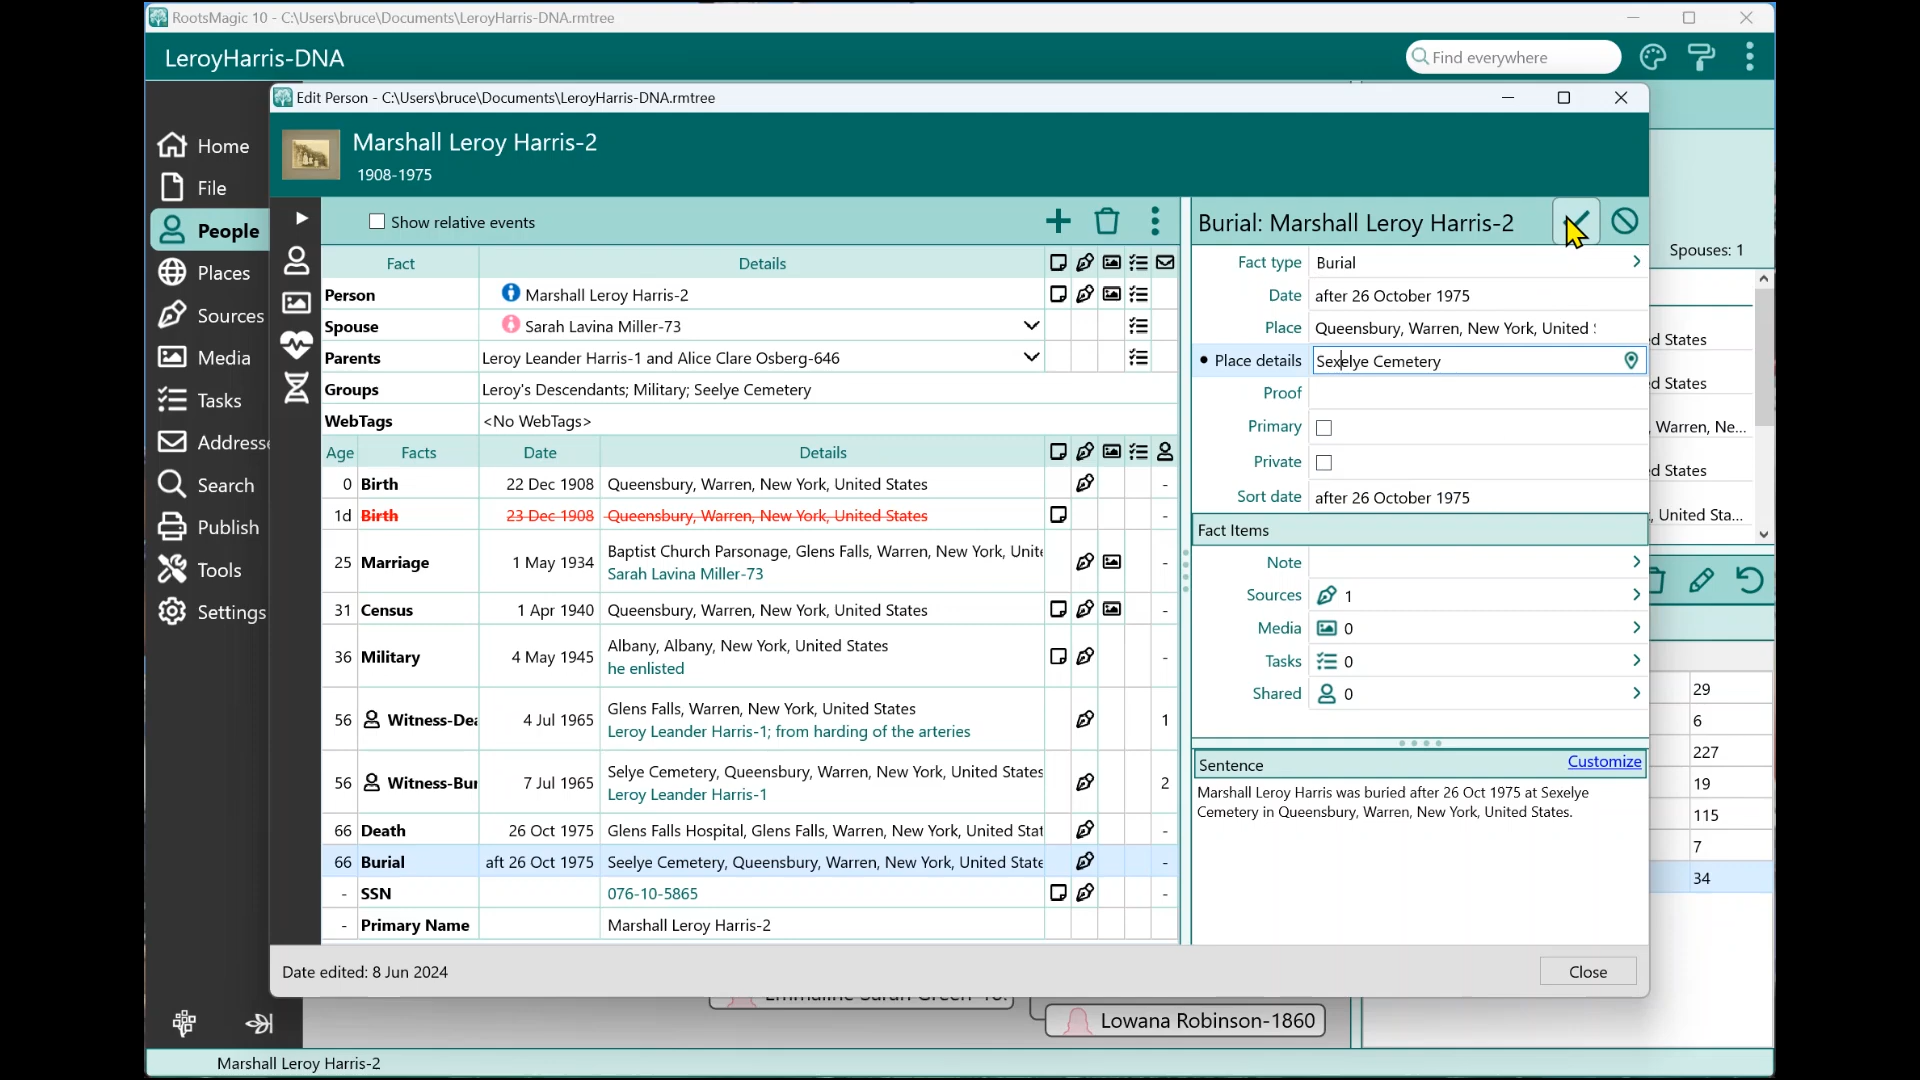 RootsMagic 10 - C:\Users\bruce\Documents\LeroyHarris-DNA.rmtree
LeroyHarris-DNA
Find everywhere
Edit Person - C:\Users\bruce\Documents\LeroyHarris-DNA.rmtree
Marshall Leroy Harris-2
1908-1975
Home
File
People
Places
Sources
Media
Tasks
Addresse
Search
Publish
Tools
Settings
Show relative events
Fact Details
Person Marshall Leroy Harris-2
Spouse Sarah Lavina Miller-73
Parents Leroy Leander Harris-1 and Alice Clare Osberg-646
Groups Leroy's Descendants; Military; Seelye Cemetery
WebTags <No WebTags>
Age Facts Date Details
0 Birth 22 Dec 1908 Queensbury, Warren, New York, United States -
1d Birth 23 Dec 1908 Queensbury, Warren, New York, United States -
25 Marriage 1 May 1934 Baptist Church Parsonage, Glens Falls, Warren, New York, Unite -
Sarah Lavina Miller-73
31 Census 1 Apr 1940 Queensbury, Warren, New York, United States -
36 Military 4 May 1945 Albany, Albany, New York, United States -
he enlisted
56 Witness-Dea 4 Jul 1965 Glens Falls, Warren, New York, United States 1
Leroy Leander Harris-1; from harding of the arteries
56 Witness-Bur 7 Jul 1965 Selye Cemetery, Queensbury, Warren, New York, United States 2
Leroy Leander Harris-1
66 Death 26 Oct 1975 Glens Falls Hospital, Glens Falls, Warren, New York, United Stat -
66 Burial aft 26 Oct 1975 Seelye Cemetery, Queensbury, Warren, New York, United State -
- SSN 076-10-5865 -
- Primary Name Marshall Leroy Harris-2
Burial: Marshall Leroy Harris-2
Fact type Burial
Date after 26 October 1975
Place Queensbury, Warren, New York, United
Place details Sexelye Cemetery
Proof
Primary
Private
Sort date after 26 October 1975
Fact Items
Note
Sources 1
Media 0
Tasks 0
Shared 0
Sentence Customize
Marshall Leroy Harris was buried after 26 Oct 1975 at Sexelye
Cemetery in Queensbury, Warren, New York, United States.
Spouses: 1
d States
d States
, Warren, Ne...
d States
, United Sta...
29
6
227
19
115
7
34
Date edited: 8 Jun 2024
Close
Lowana Robinson-1860
Marshall Leroy Harris-2